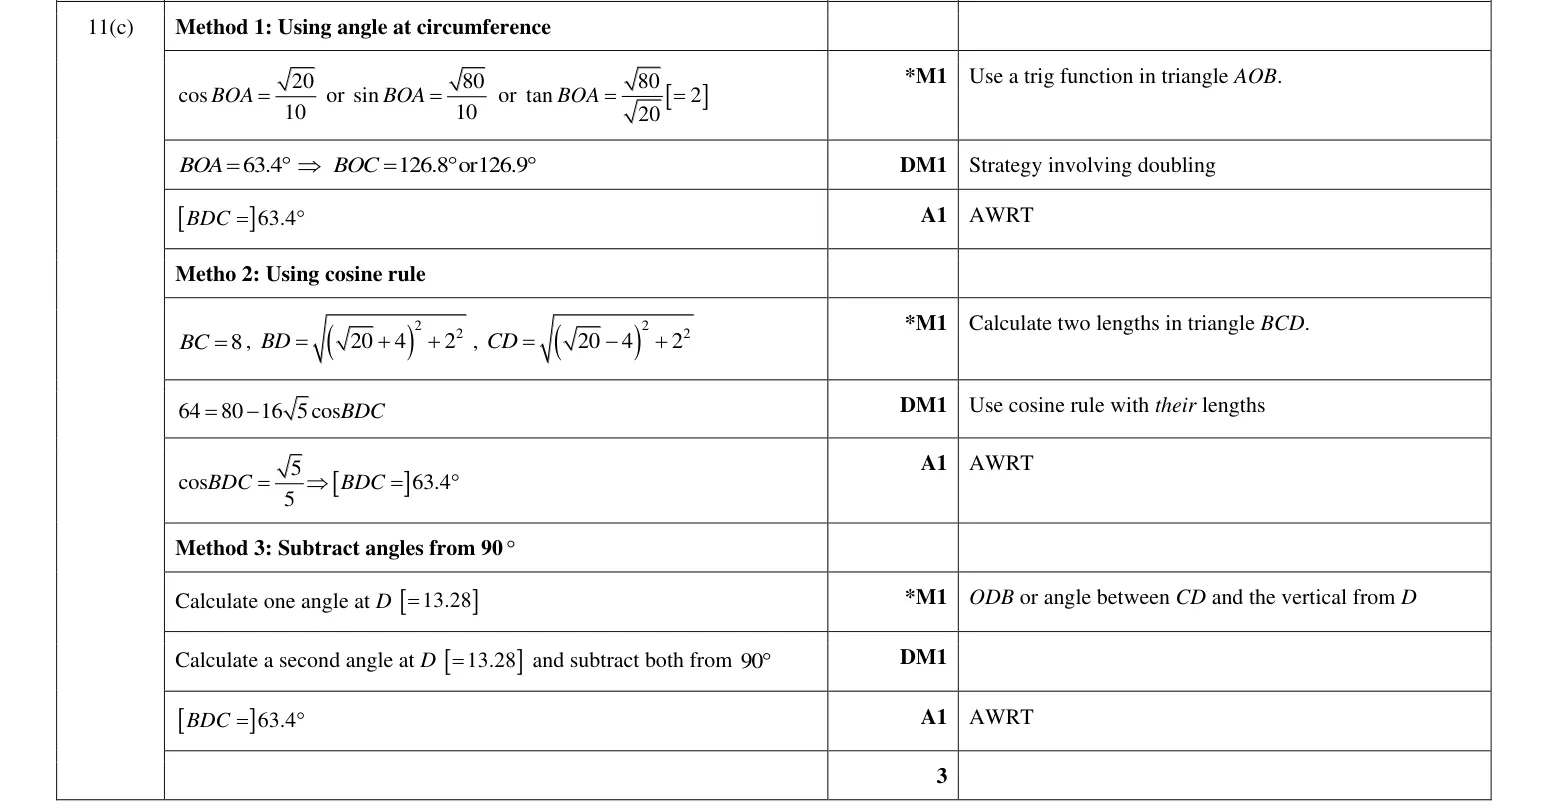 11(c) Method 1: Using angle at circumference
cos BOA = √20/10 or sin BOA = √80/10 or tan BOA = √80/√20 [= 2] *M1 Use a trig function in triangle AOB.
BOA = 63.4° ⇒ BOC = 126.8° or 126.9° DM1 Strategy involving doubling
[BDC =] 63.4° A1 AWRT
Metho 2: Using cosine rule
BC = 8, BD = √((√20 + 4)² + 2²), CD = √((√20 − 4)² + 2²) *M1 Calculate two lengths in triangle BCD.
64 = 80 − 16√5 cosBDC DM1 Use cosine rule with their lengths
cosBDC = √5/5 ⇒ [BDC =] 63.4° A1 AWRT
Method 3: Subtract angles from 90°
Calculate one angle at D [= 13.28] *M1 ODB or angle between CD and the vertical from D
Calculate a second angle at D [= 13.28] and subtract both from 90° DM1
[BDC =] 63.4° A1 AWRT
3